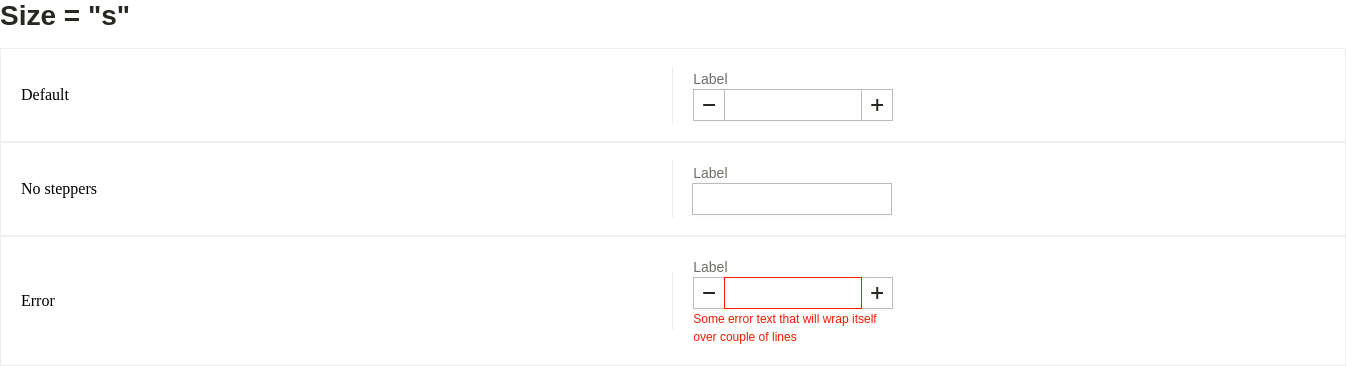 Size = "s"
Default
Label
− +
No steppers
Label
Error
Label
− +
Some error text that will wrap itself
over couple of lines